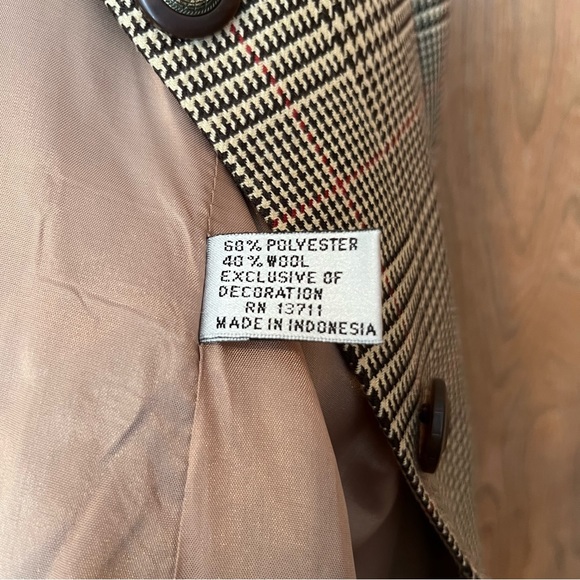 60% POLYESTER
40% WOOL
EXCLUSIVE OF
DECORATION
RN 13711
MADE IN INDONESIA